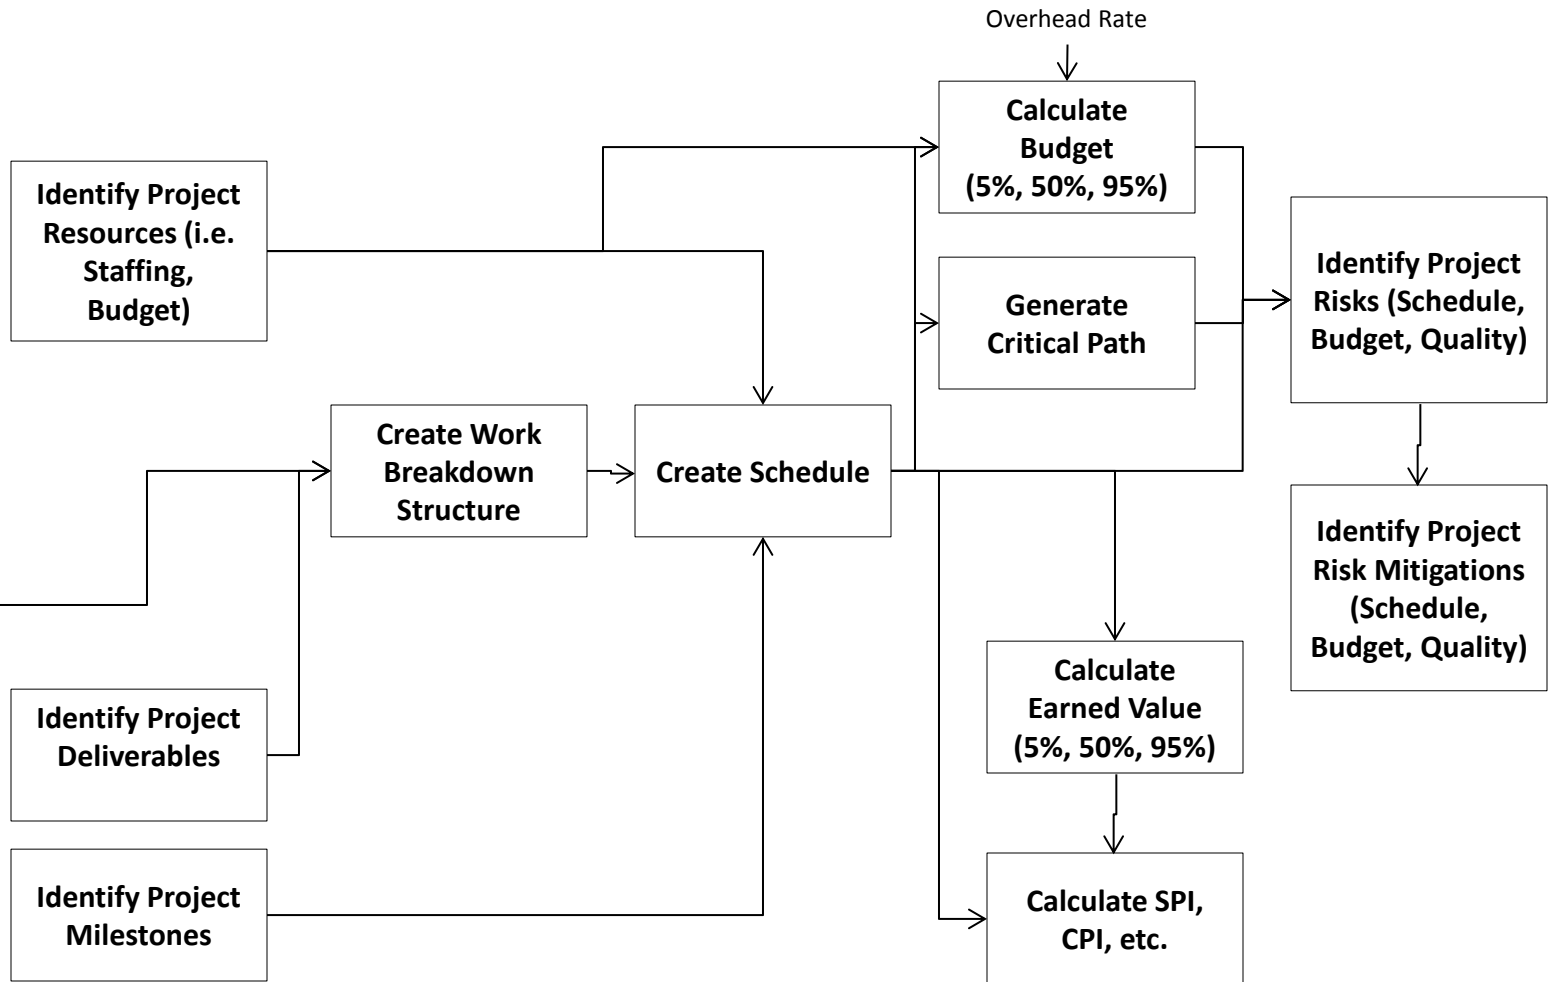 Overhead Rate
Calculate
Budget
(5%, 50%, 95%)
Identify Project
Resources (i.e.
Staffing,
Budget)
Identify Project
Risks (Schedule,
Budget, Quality)
Generate
Critical Path
Create Work
Breakdown
Structure
Create Schedule
Identify Project
Risk Mitigations
(Schedule,
Budget, Quality)
Calculate
Earned Value
(5%, 50%, 95%)
Identify Project
Deliverables
Identify Project
Milestones
Calculate SPI,
CPI, etc.